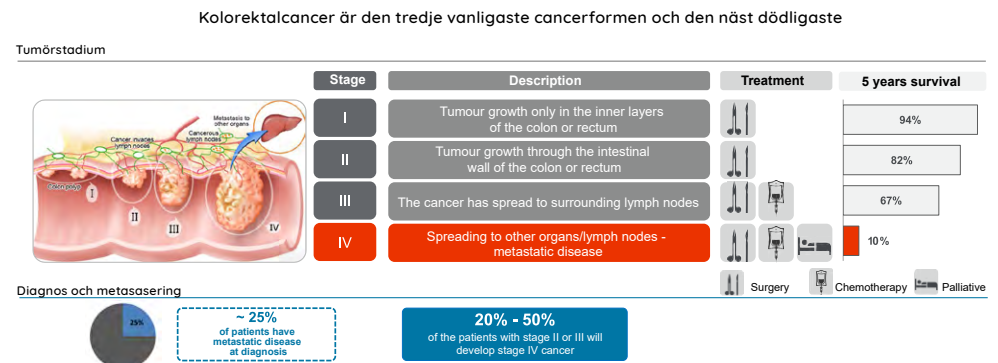 Kolorektalcancer är den tredje vanligaste cancerformen och den näst dödligaste
Tumörstadium
Stage
Description
Treatment
5 years survival
Metastasis to
other organs
Cancer invades
lymph nodes
Cancerous
lymph nodes
Colon polyp
I
II
III
IV
I
Tumour growth only in the inner layers
of the colon or rectum
94%
II
Tumour growth through the intestinal
wall of the colon or rectum
82%
III
The cancer has spread to surrounding lymph nodes
67%
IV
Spreading to other organs/lymph nodes -
metastatic disease
10%
Surgery
Chemotherapy
Palliative
Diagnos och metasasering
25%
~ 25%
of patients have
metastatic disease
at diagnosis
20% - 50%
of the patients with stage II or III will
develop stage IV cancer